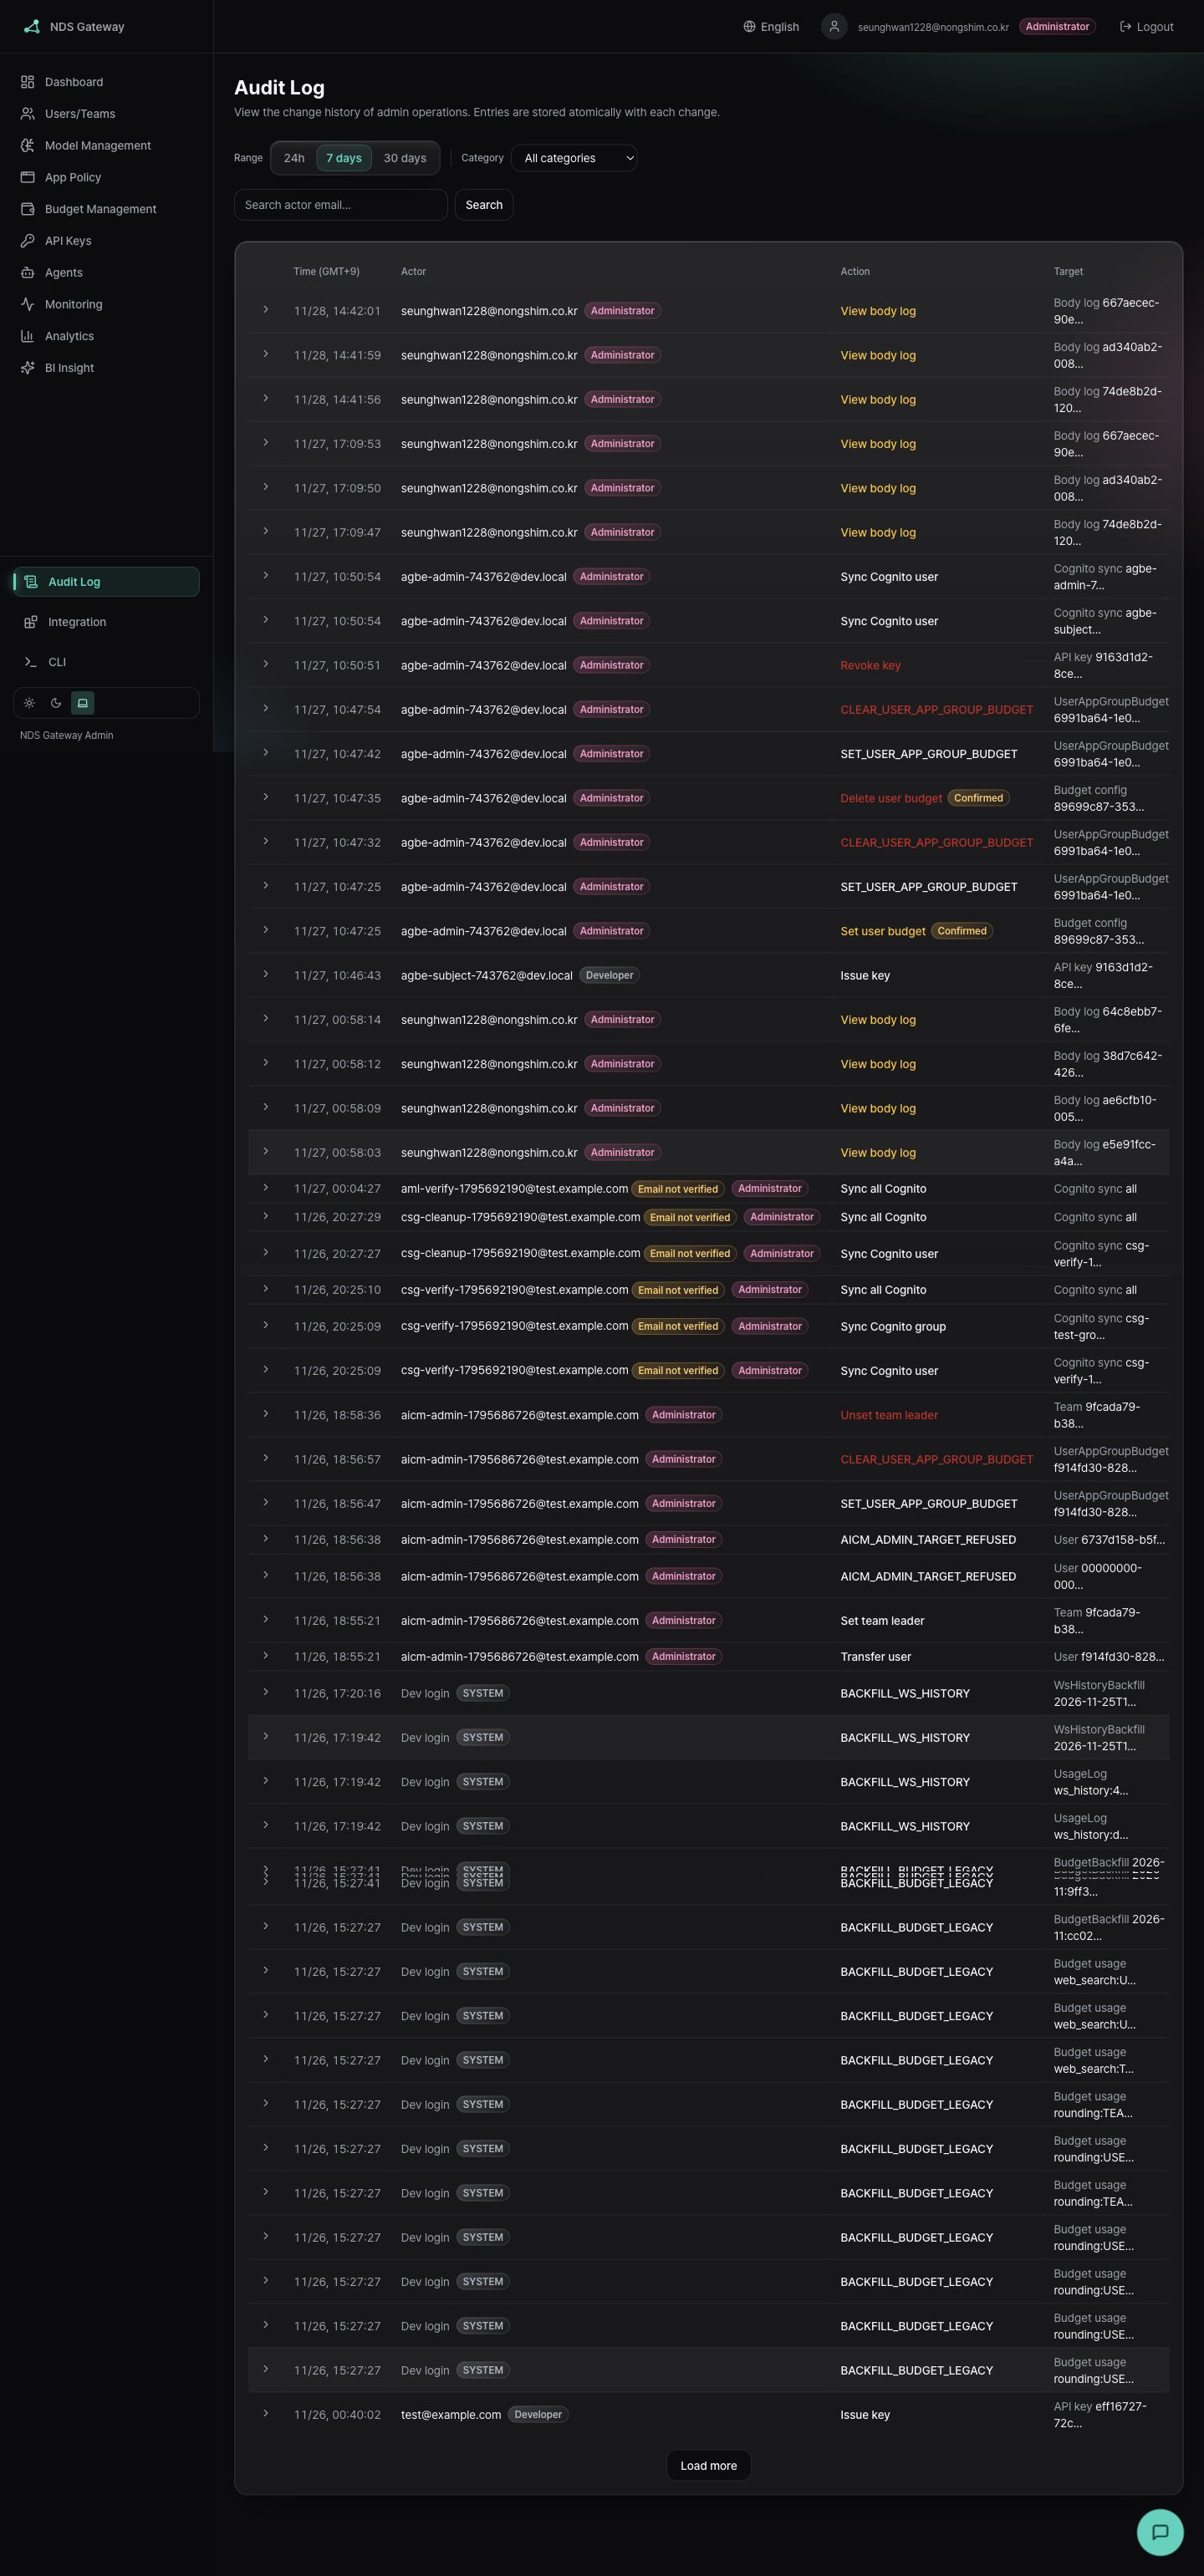 NDS Gateway
English
seunghwan1228@nongshim.co.kr Administrator
Logout
Dashboard
Users/Teams
Model Management
App Policy
Budget Management
API Keys
Agents
Monitoring
Analytics
BI Insight
Audit Log
Integration
CLI
NDS Gateway Admin
Audit Log
View the change history of admin operations. Entries are stored atomically with each change.
Range 24h 7 days 30 days Category All categories
Search actor email... Search
Time (GMT+9) Actor Action Target
11/28, 14:42:01 seunghwan1228@nongshim.co.kr Administrator View body log Body log 667aecec-
90e...
11/28, 14:41:59 seunghwan1228@nongshim.co.kr Administrator View body log Body log ad340ab2-
008...
11/28, 14:41:56 seunghwan1228@nongshim.co.kr Administrator View body log Body log 74de8b2d-
120...
11/27, 17:09:53 seunghwan1228@nongshim.co.kr Administrator View body log Body log 667aecec-
90e...
11/27, 17:09:50 seunghwan1228@nongshim.co.kr Administrator View body log Body log ad340ab2-
008...
11/27, 17:09:47 seunghwan1228@nongshim.co.kr Administrator View body log Body log 74de8b2d-
120...
11/27, 10:50:54 agbe-admin-743762@dev.local Administrator Sync Cognito user Cognito sync agbe-
admin-7...
11/27, 10:50:54 agbe-admin-743762@dev.local Administrator Sync Cognito user Cognito sync agbe-
subject...
11/27, 10:50:51 agbe-admin-743762@dev.local Administrator Revoke key API key 9163d1d2-
8ce...
11/27, 10:47:54 agbe-admin-743762@dev.local Administrator CLEAR_USER_APP_GROUP_BUDGET UserAppGroupBudget
6991ba64-1e0...
11/27, 10:47:42 agbe-admin-743762@dev.local Administrator SET_USER_APP_GROUP_BUDGET UserAppGroupBudget
6991ba64-1e0...
11/27, 10:47:35 agbe-admin-743762@dev.local Administrator Delete user budget Confirmed Budget config
89699c87-353...
11/27, 10:47:32 agbe-admin-743762@dev.local Administrator CLEAR_USER_APP_GROUP_BUDGET UserAppGroupBudget
6991ba64-1e0...
11/27, 10:47:25 agbe-admin-743762@dev.local Administrator SET_USER_APP_GROUP_BUDGET UserAppGroupBudget
6991ba64-1e0...
11/27, 10:47:25 agbe-admin-743762@dev.local Administrator Set user budget Confirmed Budget config
89699c87-353...
11/27, 10:46:43 agbe-subject-743762@dev.local Developer Issue key API key 9163d1d2-
8ce...
11/27, 00:58:14 seunghwan1228@nongshim.co.kr Administrator View body log Body log 64c8ebb7-
6fe...
11/27, 00:58:12 seunghwan1228@nongshim.co.kr Administrator View body log Body log 38d7c642-
426...
11/27, 00:58:09 seunghwan1228@nongshim.co.kr Administrator View body log Body log ae6cfb10-
005...
11/27, 00:58:03 seunghwan1228@nongshim.co.kr Administrator View body log Body log e5e91fcc-
a4a...
11/27, 00:04:27 aml-verify-1795692190@test.example.com Email not verified Administrator Sync all Cognito Cognito sync all
11/26, 20:27:29 csg-cleanup-1795692190@test.example.com Email not verified Administrator Sync all Cognito Cognito sync all
11/26, 20:27:27 csg-cleanup-1795692190@test.example.com Email not verified Administrator Sync Cognito user Cognito sync csg-
verify-1...
11/26, 20:25:10 csg-verify-1795692190@test.example.com Email not verified Administrator Sync all Cognito Cognito sync all
11/26, 20:25:09 csg-verify-1795692190@test.example.com Email not verified Administrator Sync Cognito group Cognito sync csg-
test-gro...
11/26, 20:25:09 csg-verify-1795692190@test.example.com Email not verified Administrator Sync Cognito user Cognito sync csg-
verify-1...
11/26, 18:58:36 aicm-admin-1795686726@test.example.com Administrator Unset team leader Team 9fcada79-
b38...
11/26, 18:56:57 aicm-admin-1795686726@test.example.com Administrator CLEAR_USER_APP_GROUP_BUDGET UserAppGroupBudget
f914fd30-828...
11/26, 18:56:47 aicm-admin-1795686726@test.example.com Administrator SET_USER_APP_GROUP_BUDGET UserAppGroupBudget
f914fd30-828...
11/26, 18:56:38 aicm-admin-1795686726@test.example.com Administrator AICM_ADMIN_TARGET_REFUSED User 6737d158-b5f...
11/26, 18:56:38 aicm-admin-1795686726@test.example.com Administrator AICM_ADMIN_TARGET_REFUSED User 00000000-
000...
11/26, 18:55:21 aicm-admin-1795686726@test.example.com Administrator Set team leader Team 9fcada79-
b38...
11/26, 18:55:21 aicm-admin-1795686726@test.example.com Administrator Transfer user User f914fd30-828...
11/26, 17:20:16 Dev login SYSTEM BACKFILL_WS_HISTORY WsHistoryBackfill
2026-11-25T1...
11/26, 17:19:42 Dev login SYSTEM BACKFILL_WS_HISTORY WsHistoryBackfill
2026-11-25T1...
11/26, 17:19:42 Dev login SYSTEM BACKFILL_WS_HISTORY UsageLog
ws_history:4...
11/26, 17:19:42 Dev login SYSTEM BACKFILL_WS_HISTORY UsageLog
ws_history:d...
11/26, 15:27:41 Dev login SYSTEM BACKFILL_BUDGET_LEGACY BudgetBackfill 2026-
11/26, 15:27:41 Dev login SYSTEM BACKFILL_BUDGET_LEGACY
11:9ff3...
11/26, 15:27:27 Dev login SYSTEM BACKFILL_BUDGET_LEGACY BudgetBackfill 2026-
11:cc02...
11/26, 15:27:27 Dev login SYSTEM BACKFILL_BUDGET_LEGACY Budget usage
web_search:U...
11/26, 15:27:27 Dev login SYSTEM BACKFILL_BUDGET_LEGACY Budget usage
web_search:U...
11/26, 15:27:27 Dev login SYSTEM BACKFILL_BUDGET_LEGACY Budget usage
web_search:T...
11/26, 15:27:27 Dev login SYSTEM BACKFILL_BUDGET_LEGACY Budget usage
rounding:TEA...
11/26, 15:27:27 Dev login SYSTEM BACKFILL_BUDGET_LEGACY Budget usage
rounding:USE...
11/26, 15:27:27 Dev login SYSTEM BACKFILL_BUDGET_LEGACY Budget usage
rounding:TEA...
11/26, 15:27:27 Dev login SYSTEM BACKFILL_BUDGET_LEGACY Budget usage
rounding:USE...
11/26, 15:27:27 Dev login SYSTEM BACKFILL_BUDGET_LEGACY Budget usage
rounding:USE...
11/26, 15:27:27 Dev login SYSTEM BACKFILL_BUDGET_LEGACY Budget usage
rounding:USE...
11/26, 15:27:27 Dev login SYSTEM BACKFILL_BUDGET_LEGACY Budget usage
rounding:USE...
11/26, 00:40:02 test@example.com Developer Issue key API key eff16727-
72c...
Load more